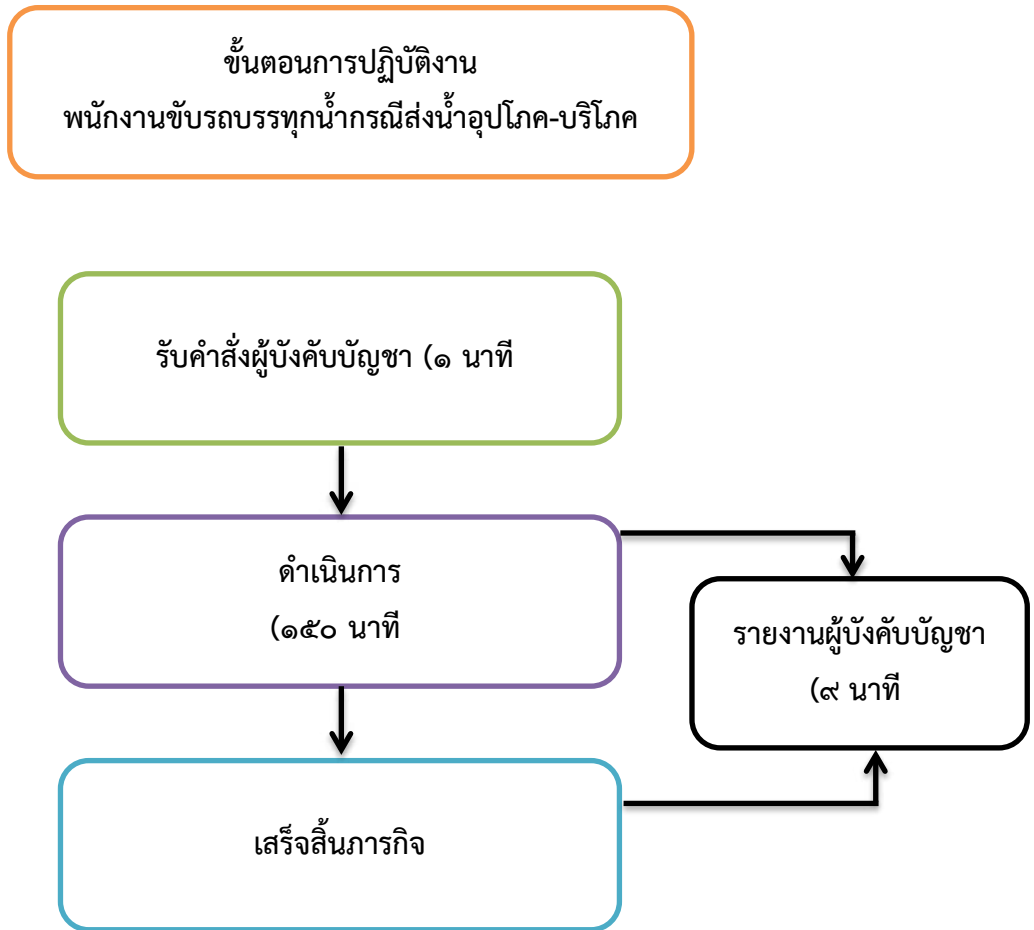 ขั้นตอนการปฏิบัติงาน
พนักงานขับรถบรรทุกน้ำกรณีส่งน้ำอุปโภค-บริโภค
รับคำสั่งผู้บังคับบัญชา (๑ นาที
ดำเนินการ
(๑๕๐ นาที
รายงานผู้บังคับบัญชา
(๙ นาที
เสร็จสิ้นภารกิจ